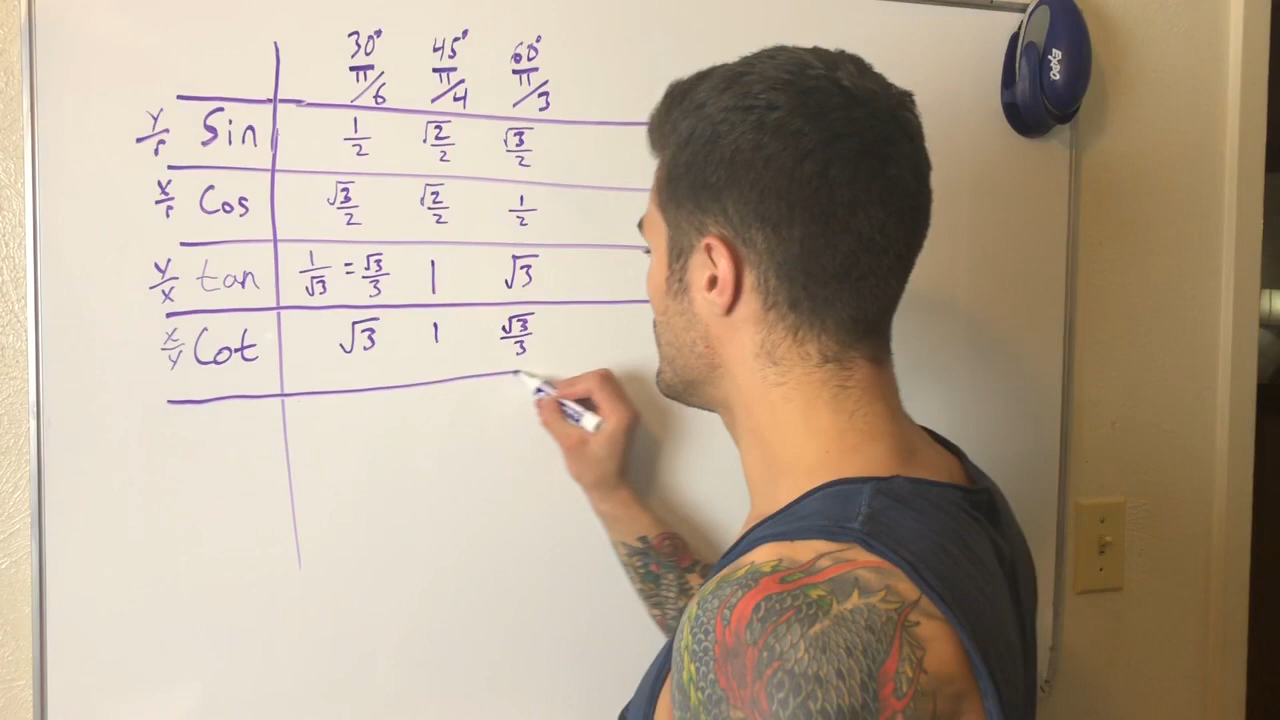 30° 45° 60°
π/6 π/4 π/3
y/r Sin 1/2 √2/2 √3/2
x/r Cos √3/2 √2/2 1/2
y/x tan 1/√3 = √3/3 1 √3
x/y Cot √3 1 √3/3
EXPO